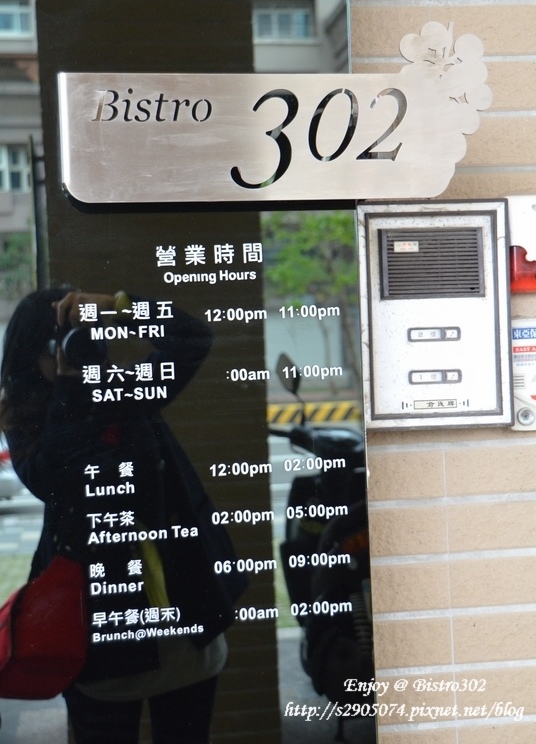 Bistro 302
營業時間
Opening Hours
週一~週五 12:00pm 11:00pm
MON~FRI
週六~週日 :00am 11:00pm
SAT~SUN
午 餐 12:00pm 02:00pm
Lunch
下午茶 02:00pm 05:00pm
Afternoon Tea
晚 餐 06:00pm 09:00pm
Dinner
早午餐(週末) :00am 02:00pm
Brunch@Weekends
Enjoy @ Bistro302
http://s2905074.pixnet.net/blog